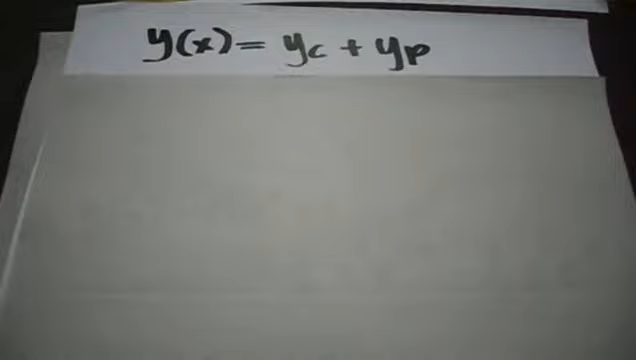 y(x) = yc + yp